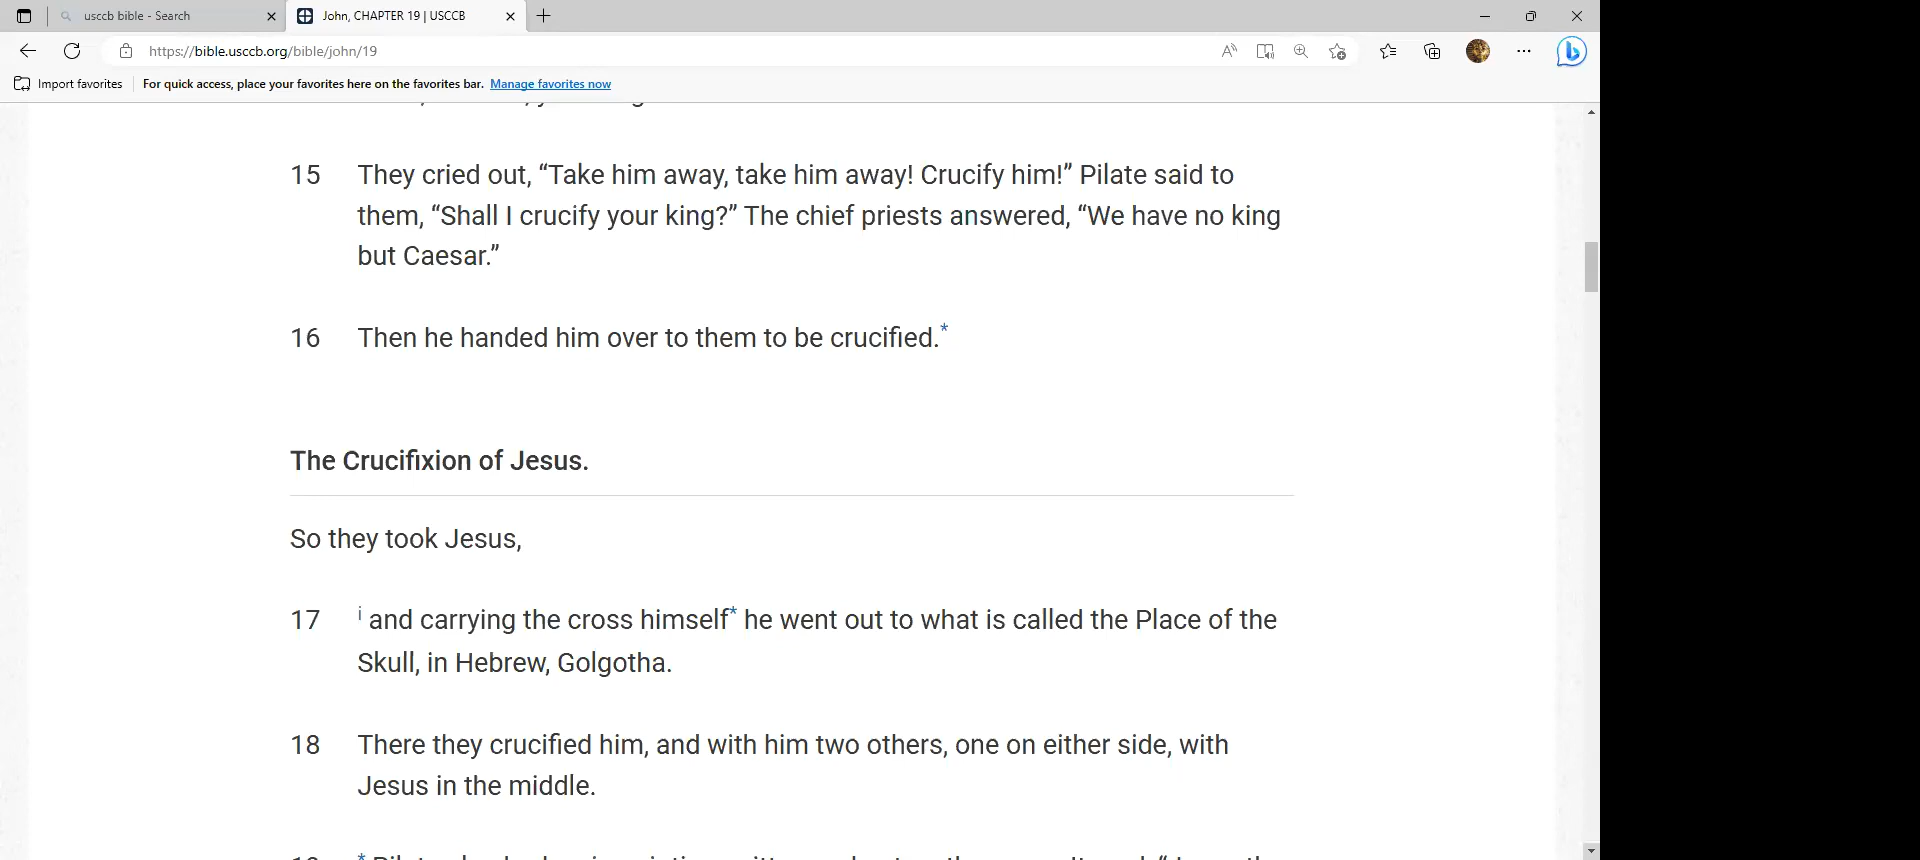 usccb bible - Search
John, CHAPTER 19 | USCCB
https://bible.usccb.org/bible/john/19
Import favorites
For quick access, place your favorites here on the favorites bar. Manage favorites now
15 They cried out, “Take him away, take him away! Crucify him!” Pilate said to
them, “Shall I crucify your king?” The chief priests answered, “We have no king
but Caesar.”
16 Then he handed him over to them to be crucified.*
The Crucifixion of Jesus.
So they took Jesus,
17 i and carrying the cross himself* he went out to what is called the Place of the
Skull, in Hebrew, Golgotha.
18 There they crucified him, and with him two others, one on either side, with
Jesus in the middle.